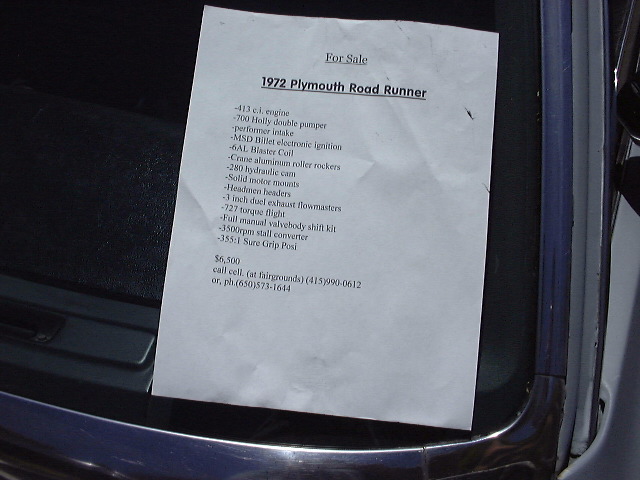 For Sale
1972 Plymouth Road Runner
-413 c.i. engine
-700 Holly double pumper
-performer intake
-MSD Billet electronic ignition
-6AL Blaster Coil
-Crane aluminum roller rockers
-280 hydraulic cam
-Solid motor mounts
-Headmen headers
-3 inch duel exhaust flowmasters
-727 torque flight
-Full manual valvebody shift kit
-3500rpm stall converter
-355:1 Sure Grip Posi
$6,500
call cell. (at fairgrounds) (415)990-0612
or, ph.(650)573-1644